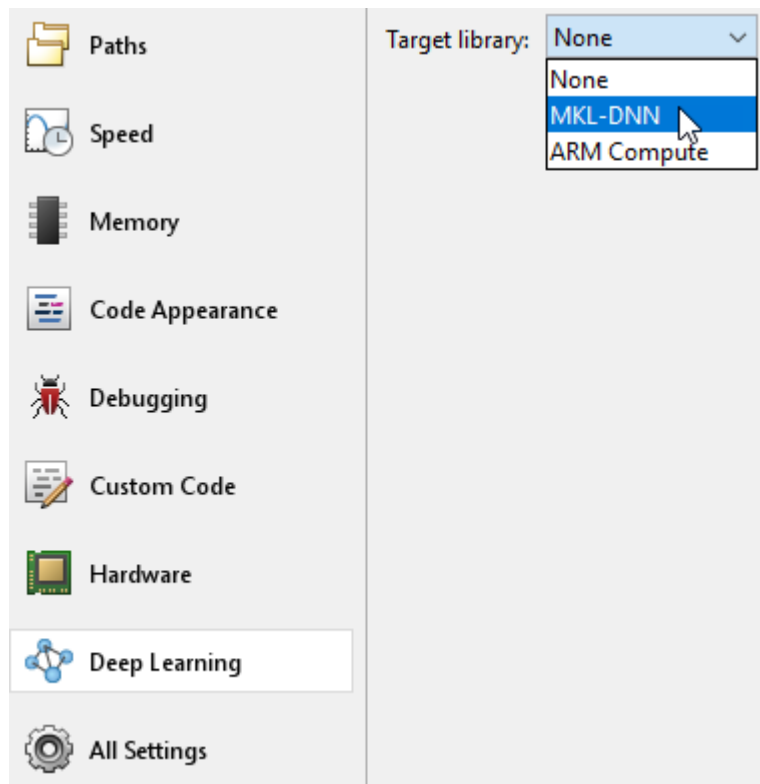 Paths
Speed
Memory
Code Appearance
Debugging
Custom Code
Hardware
Deep Learning
All Settings
Target library: None
None
MKL-DNN
ARM Compute